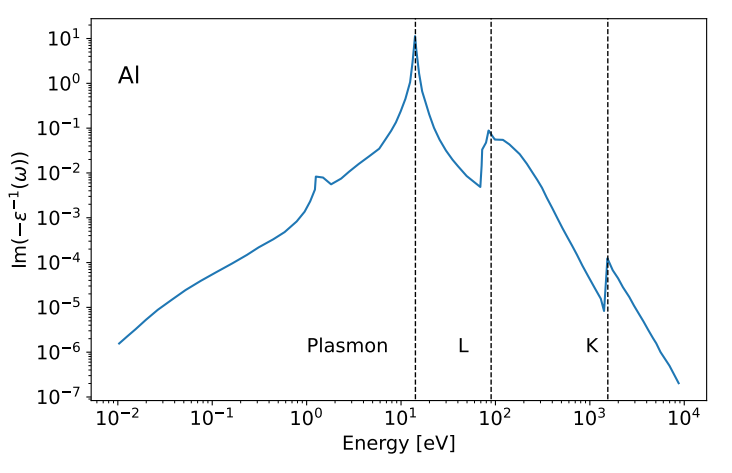 10¹
10⁰
10⁻¹
10⁻²
10⁻³
10⁻⁴
10⁻⁵
10⁻⁶
10⁻⁷
Im(−ε⁻¹(ω))
Al
Plasmon
L
K
10⁻² 10⁻¹ 10⁰ 10¹ 10² 10³ 10⁴
Energy [eV]